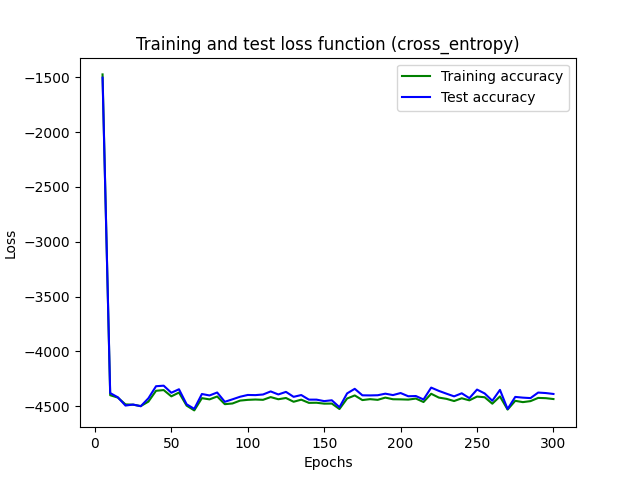 Training and test loss function (cross_entropy)
Training accuracy
Test accuracy
Loss
−1500
−2000
−2500
−3000
−3500
−4000
−4500
0
50
100
150
200
250
300
Epochs